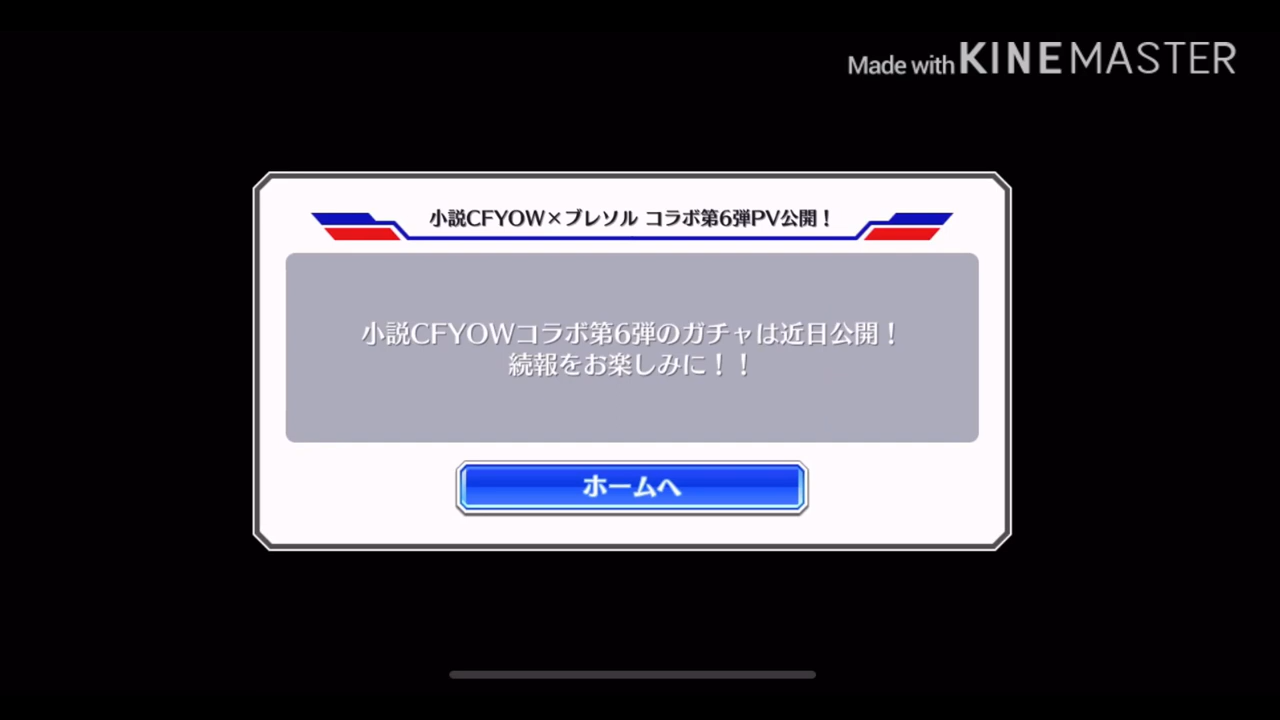 Made with KINEMASTER
小説CFYOW×ブレソル コラボ第6弾PV公開！
小説CFYOWコラボ第6弾のガチャは近日公開！
続報をお楽しみに！！
ホームへ